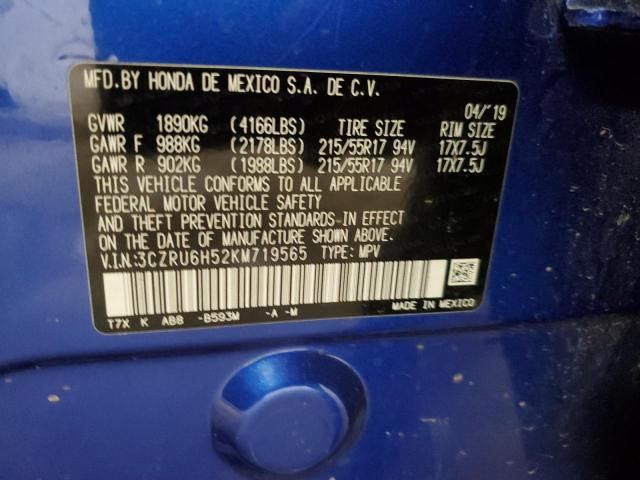 MFD.BY HONDA DE MEXICO S.A. DE C.V.
04/'19
GVWR 1890KG (4166LBS) TIRE SIZE RIM SIZE
GAWR F 988KG (2178LBS) 215/55R17 94V 17X7.5J
GAWR R 902KG (1988LBS) 215/55R17 94V 17X7.5J
THIS VEHICLE CONFORMS TO ALL APPLICABLE
FEDERAL MOTOR VEHICLE SAFETY
AND THEFT PREVENTION STANDARDS IN EFFECT
ON THE DATE OF MANUFACTURE SHOWN ABOVE.
V.I.N:3CZRU6H52KM719565 TYPE: MPV
MADE IN MEXICO
T7X K AB8 -B593M -A -M